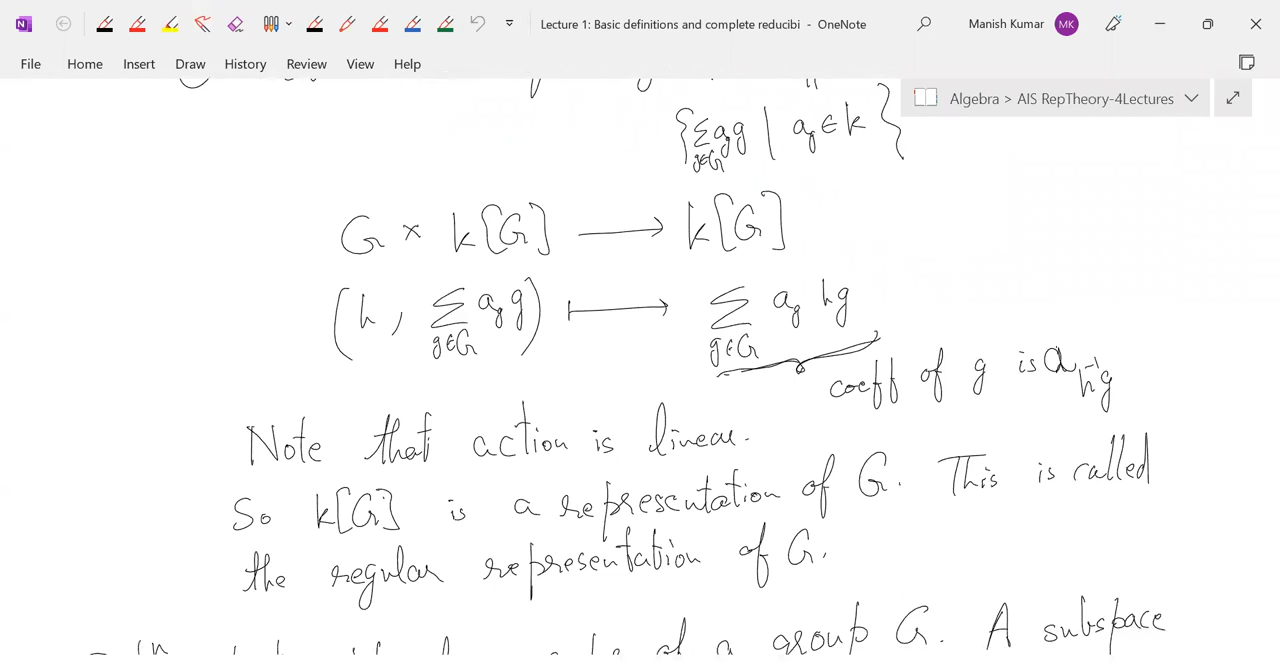 Lecture 1: Basic definitions and complete reducibi - OneNote
Manish Kumar MK
File Home Insert Draw History Review View Help
Algebra > AIS RepTheory-4Lectures
{∑_{g∈G} a_g g | a_g ∈ k}
G × k[G] ⟶ k[G]
(h, ∑_{g∈G} a_g g) ⟼ ∑_{g∈G} a_g hg
coeff of g is a_{h⁻¹g}
Note that action is linear.
So k[G] is a representation of G. This is called
the regular representation of G.
of a group G. A subspace